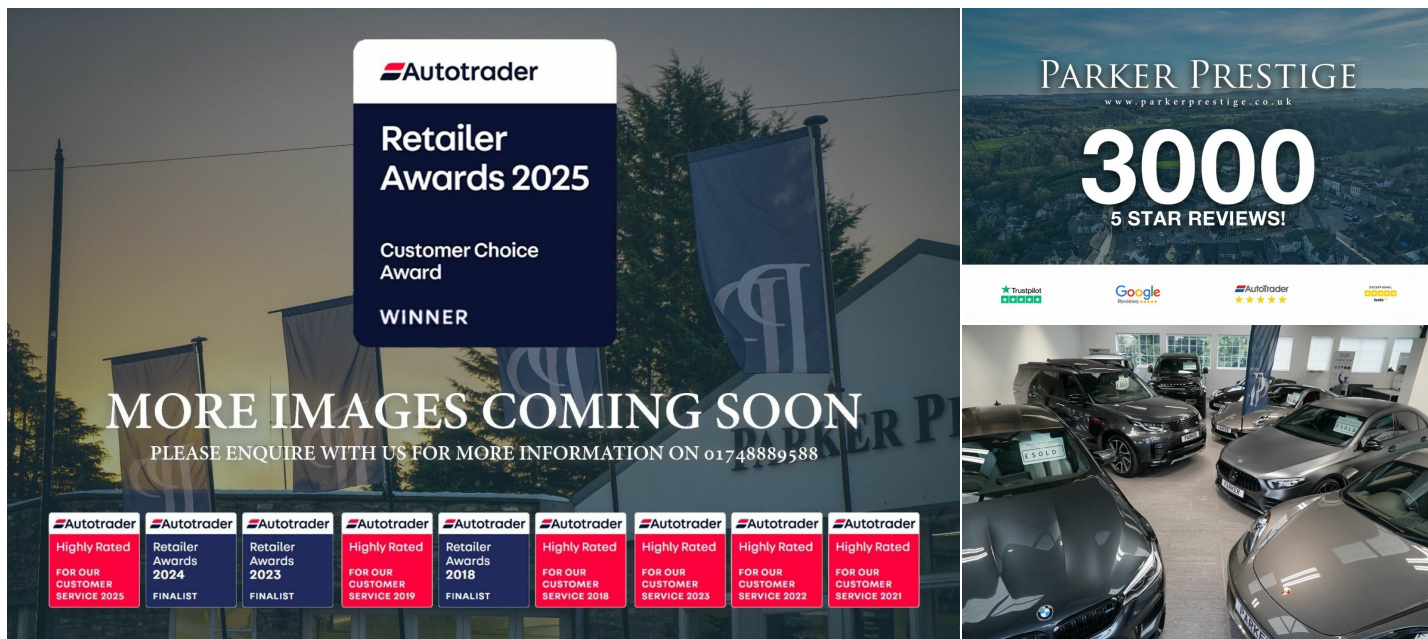 Autotrader
Retailer
Awards 2025
Customer Choice
Award
WINNER
MORE IMAGES COMING SOON
PLEASE ENQUIRE WITH US FOR MORE INFORMATION ON 01748889588
PARKER P
Autotrader
Highly Rated
FOR OUR
CUSTOMER
SERVICE 2025
Autotrader
Retailer
Awards
2024
FINALIST
Autotrader
Retailer
Awards
2023
FINALIST
Autotrader
Highly Rated
FOR OUR
CUSTOMER
SERVICE 2019
Autotrader
Retailer
Awards
2018
FINALIST
Autotrader
Highly Rated
FOR OUR
CUSTOMER
SERVICE 2018
Autotrader
Highly Rated
FOR OUR
CUSTOMER
SERVICE 2023
Autotrader
Highly Rated
FOR OUR
CUSTOMER
SERVICE 2022
Autotrader
Highly Rated
FOR OUR
CUSTOMER
SERVICE 2021
PARKER PRESTIGE
www.parkerprestige.co.uk
3000
5 STAR REVIEWS!
Trustpilot
Google
Reviews
AutoTrader
EXCEPTIONAL
£SOLD
PARKER